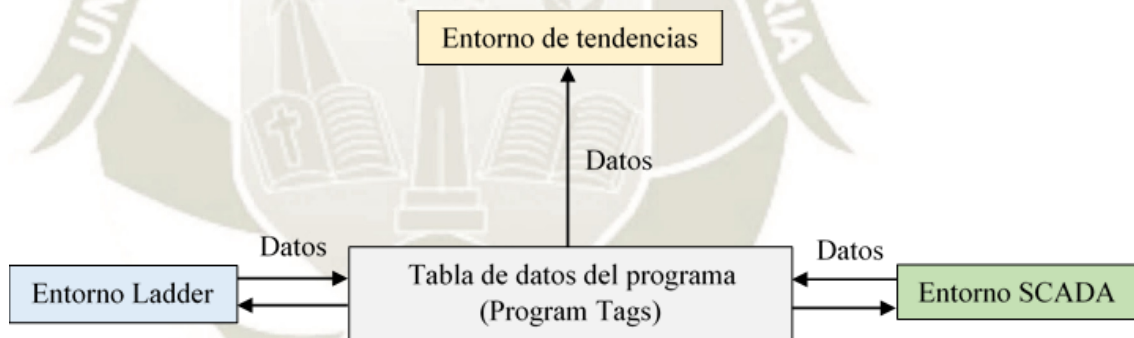 Entorno de tendencias
Datos
Datos
Datos
Entorno Ladder
Tabla de datos del programa
(Program Tags)
Entorno SCADA